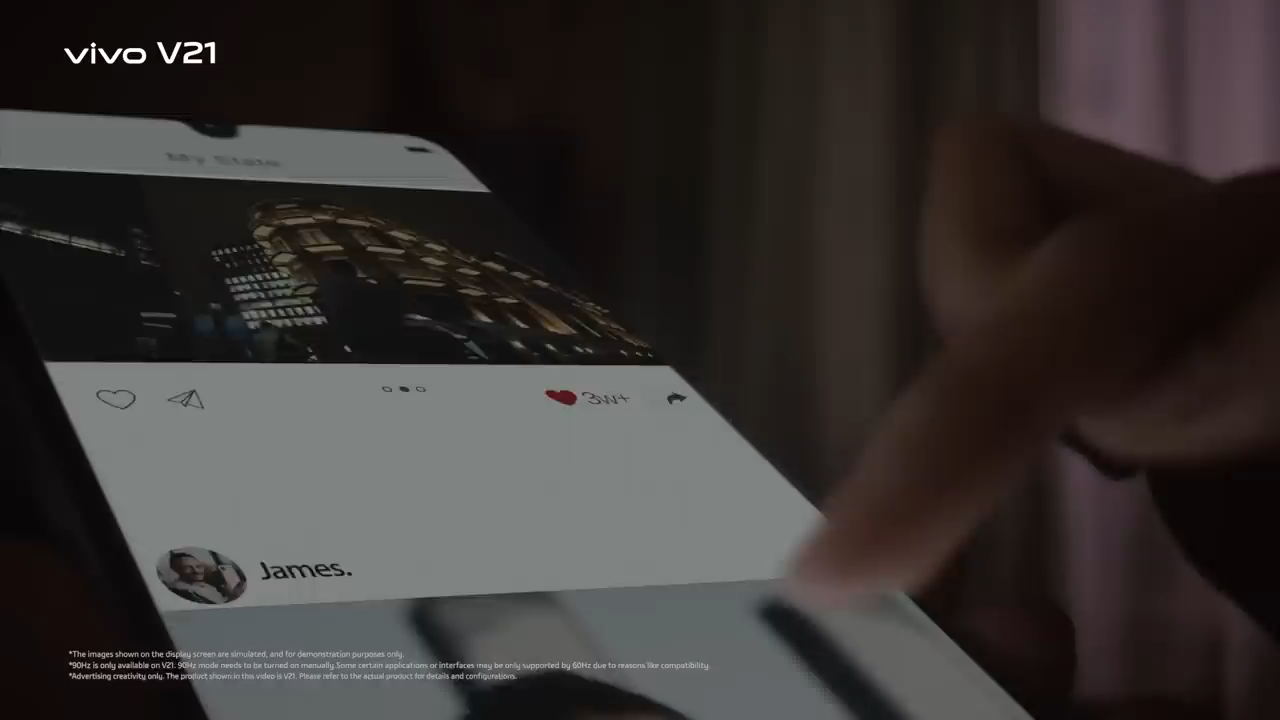 vivo V21
My State
3w+
James.
*The images shown on the display screen are simulated, and for demonstration purposes only.
*90Hz is only available on V21. 90Hz mode needs to be turned on manually.Some certain applications or interfaces may be only supported by 60Hz due to reasons like compatibility.
*Advertising creativity only. The product shown in this video is V21. Please refer to the actual product for details and configurations.